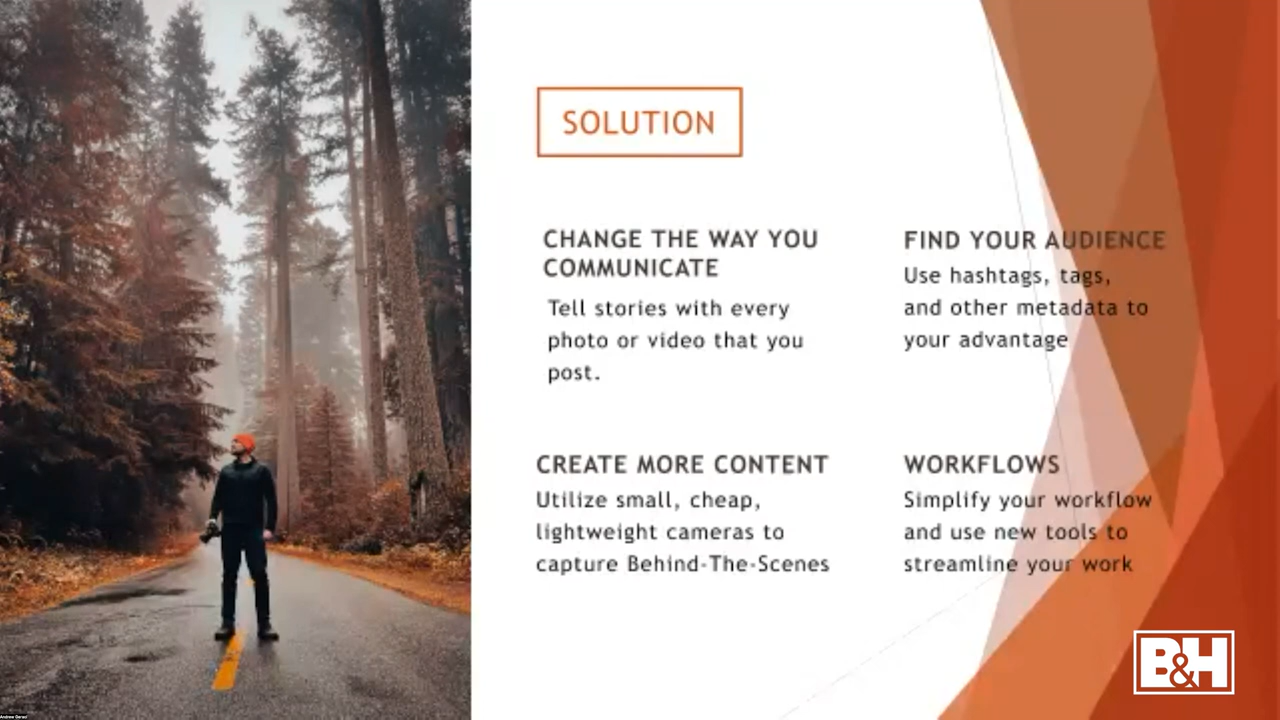 SOLUTION
CHANGE THE WAY YOU
COMMUNICATE
Tell stories with every
photo or video that you
post.
FIND YOUR AUDIENCE
Use hashtags, tags,
and other metadata to
your advantage
CREATE MORE CONTENT
Utilize small, cheap,
lightweight cameras to
capture Behind-The-Scenes
WORKFLOWS
Simplify your workflow
and use new tools to
streamline your work
B&H